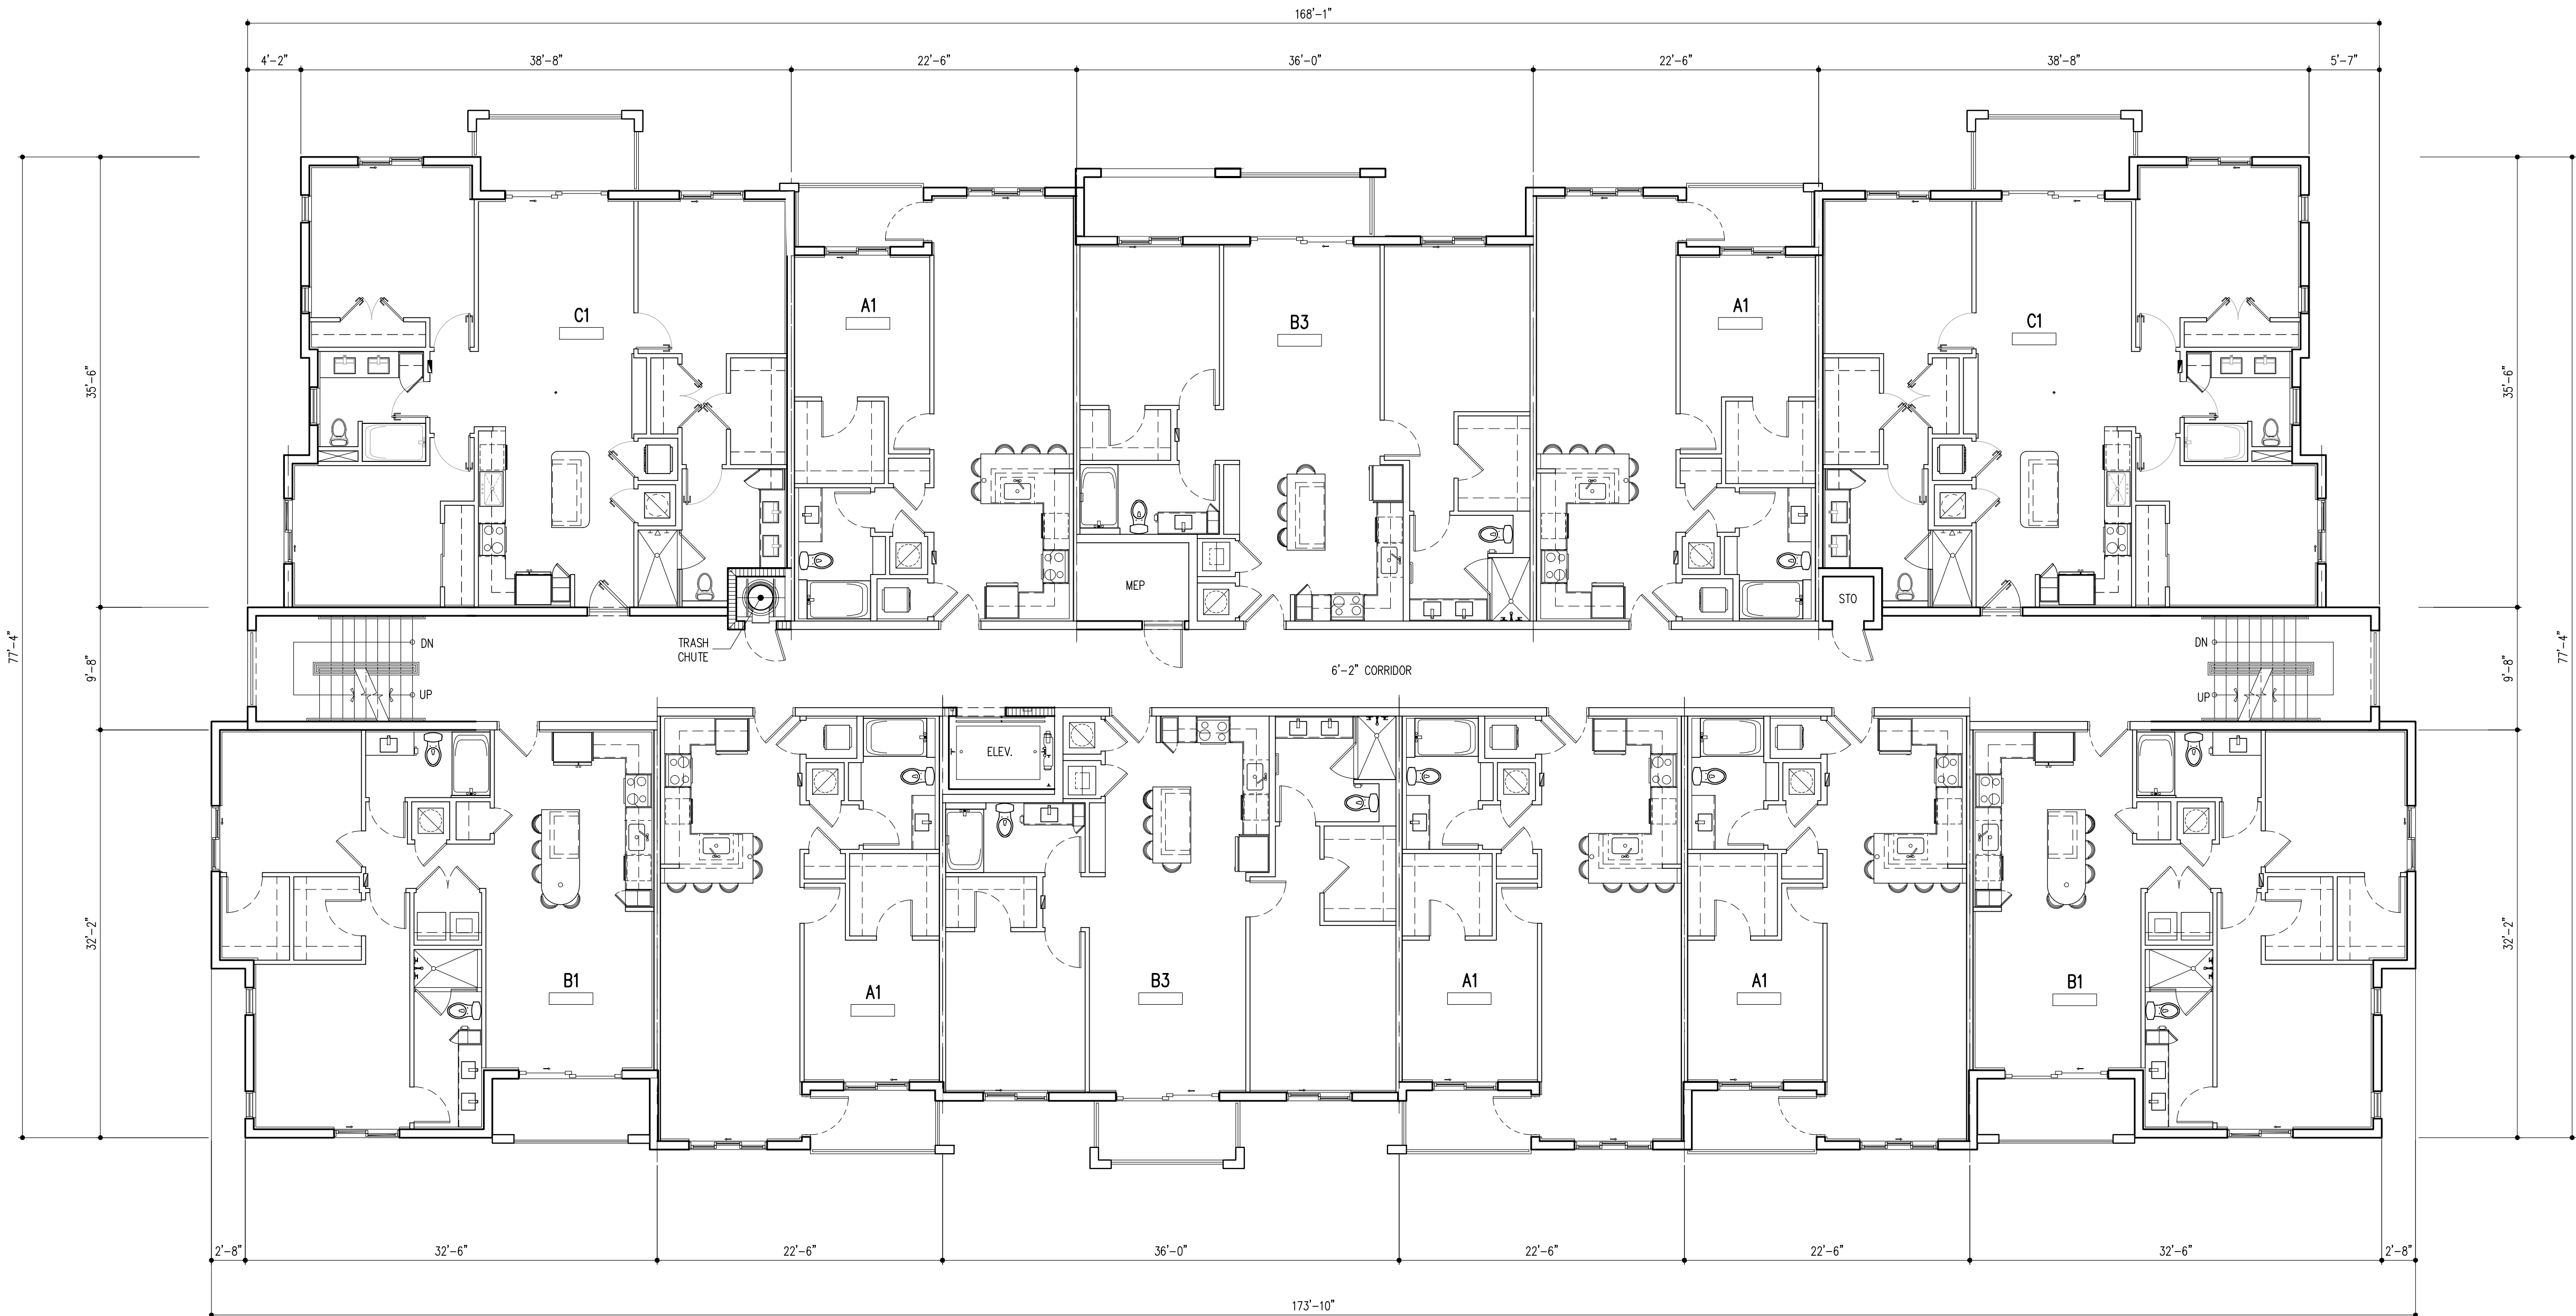 168'-1"
4'-2"
38'-8"
22'-6"
36'-0"
22'-6"
38'-8"
5'-7"
C1
A1
B3
A1
C1
35'-6"
35'-6"
MEP
STO
TRASH
CHUTE
DN
UP
6'-2" CORRIDOR
DN
UP
77'-4"
9'-8"
9'-8"
77'-4"
ELEV.
32'-2"
32'-2"
B1
A1
B3
A1
A1
B1
2'-8"
32'-6"
22'-6"
36'-0"
22'-6"
22'-6"
32'-6"
2'-8"
173'-10"